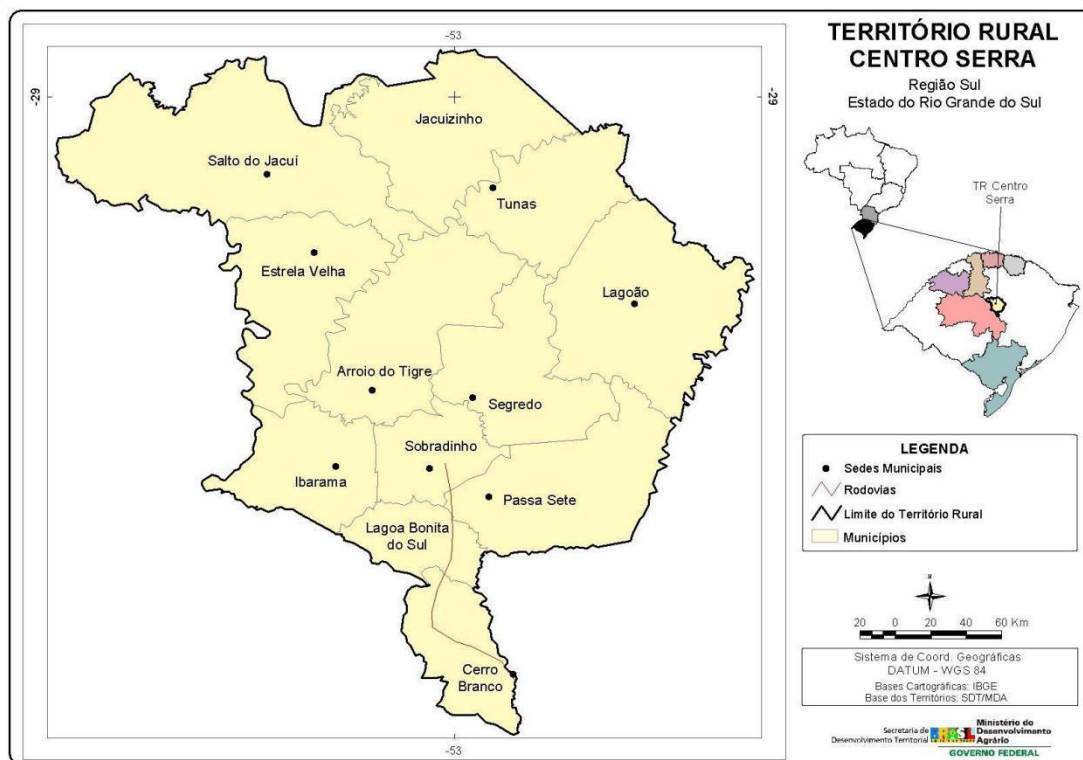 TERRITÓRIO RURAL
CENTRO SERRA
Região Sul
Estado do Rio Grande do Sul
-53
-29
-29
Jacuizinho
Salto do Jacuí
Tunas
Estrela Velha
Lagoão
Arroio do Tigre
Segredo
Sobradinho
Ibarama
Passa Sete
Lagoa Bonita
do Sul
Cerro
Branco
-53
TR Centro
Serra
LEGENDA
Sedes Municipais
Rodovias
Limite do Território Rural
Municípios
20 0 20 40 60 Km
Sistema de Coord. Geográficas
DATUM - WGS 84
Bases Cartográficas: IBGE
Base dos Territórios: SDT/MDA
Secretaria de
Desenvolvimento Territorial
BRASIL
Ministério do
Desenvolvimento
Agrário
GOVERNO FEDERAL